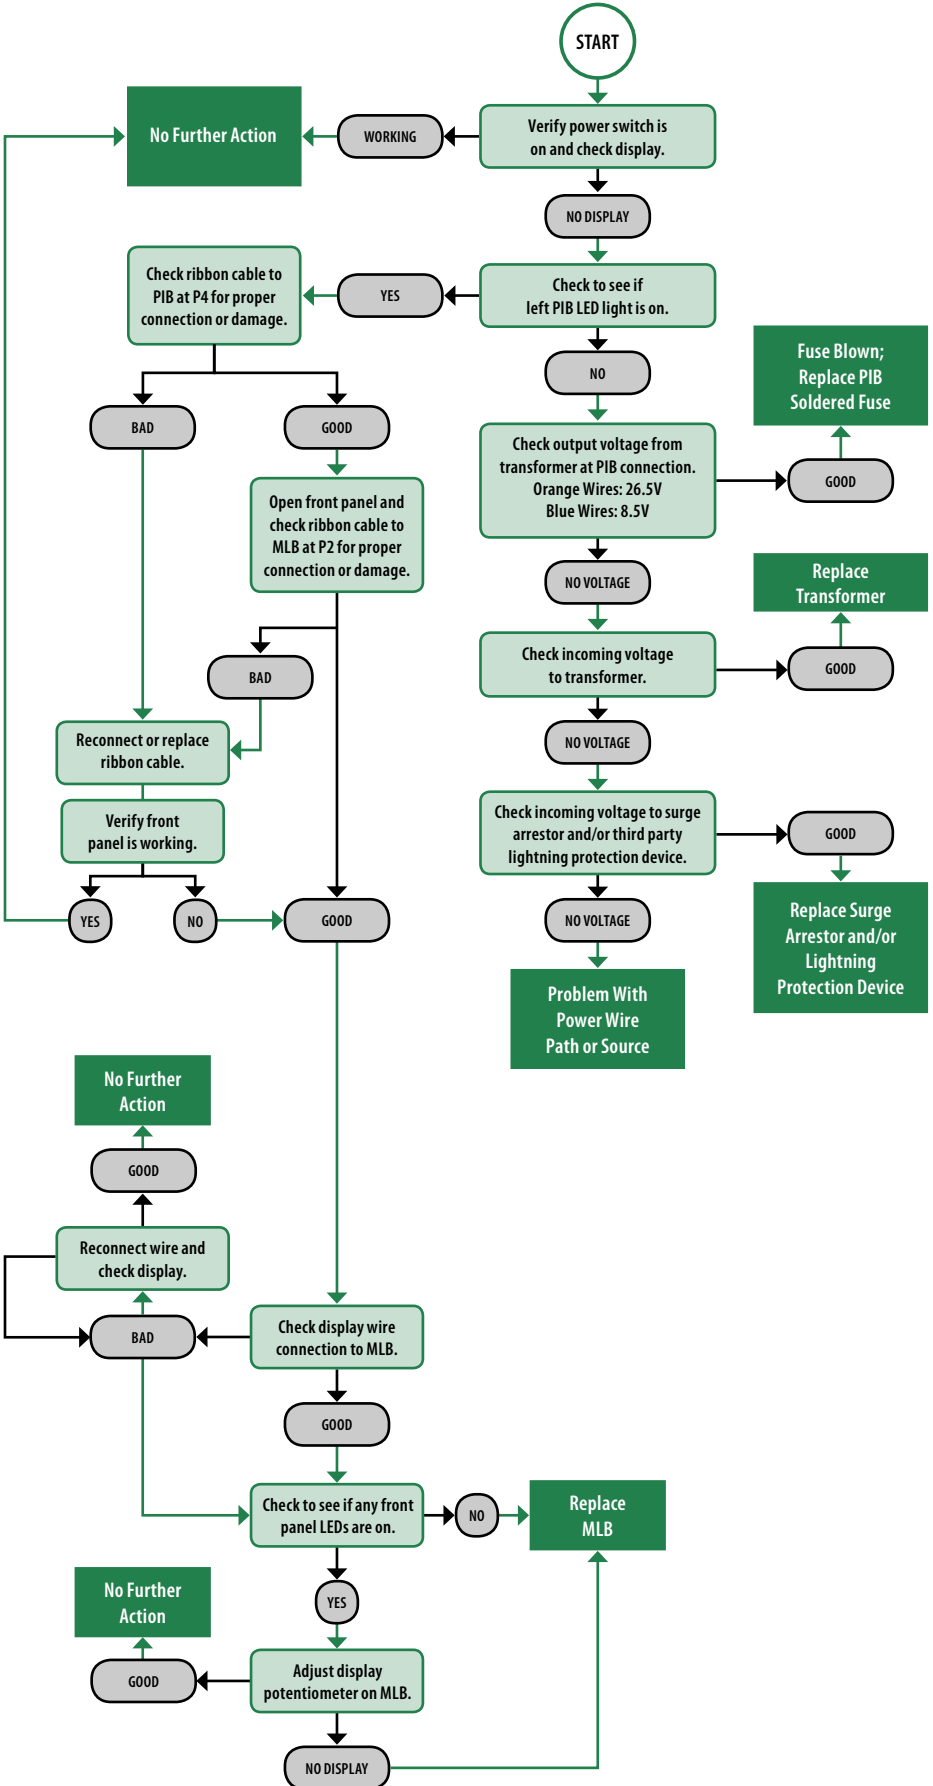 START
Verify power switch is
on and check display.
WORKING
No Further Action
NO DISPLAY
Check to see if
left PIB LED light is on.
YES
Check ribbon cable to
PIB at P4 for proper
connection or damage.
NO
Fuse Blown;
Replace PIB
Soldered Fuse
BAD
GOOD
Check output voltage from
transformer at PIB connection.
Orange Wires: 26.5V
Blue Wires: 8.5V
GOOD
Open front panel and
check ribbon cable to
MLB at P2 for proper
connection or damage.
NO VOLTAGE
Replace
Transformer
BAD
Check incoming voltage
to transformer.
GOOD
Reconnect or replace
ribbon cable.
NO VOLTAGE
Verify front
panel is working.
Check incoming voltage to surge
arrestor and/or third party
lightning protection device.
GOOD
YES
NO
GOOD
NO VOLTAGE
Replace Surge
Arrestor and/or
Lightning
Protection Device
Problem With
Power Wire
Path or Source
No Further
Action
GOOD
Reconnect wire and
check display.
BAD
Check display wire
connection to MLB.
GOOD
Check to see if any front
panel LEDs are on.
NO
Replace
MLB
YES
No Further
Action
GOOD
Adjust display
potentiometer on MLB.
NO DISPLAY